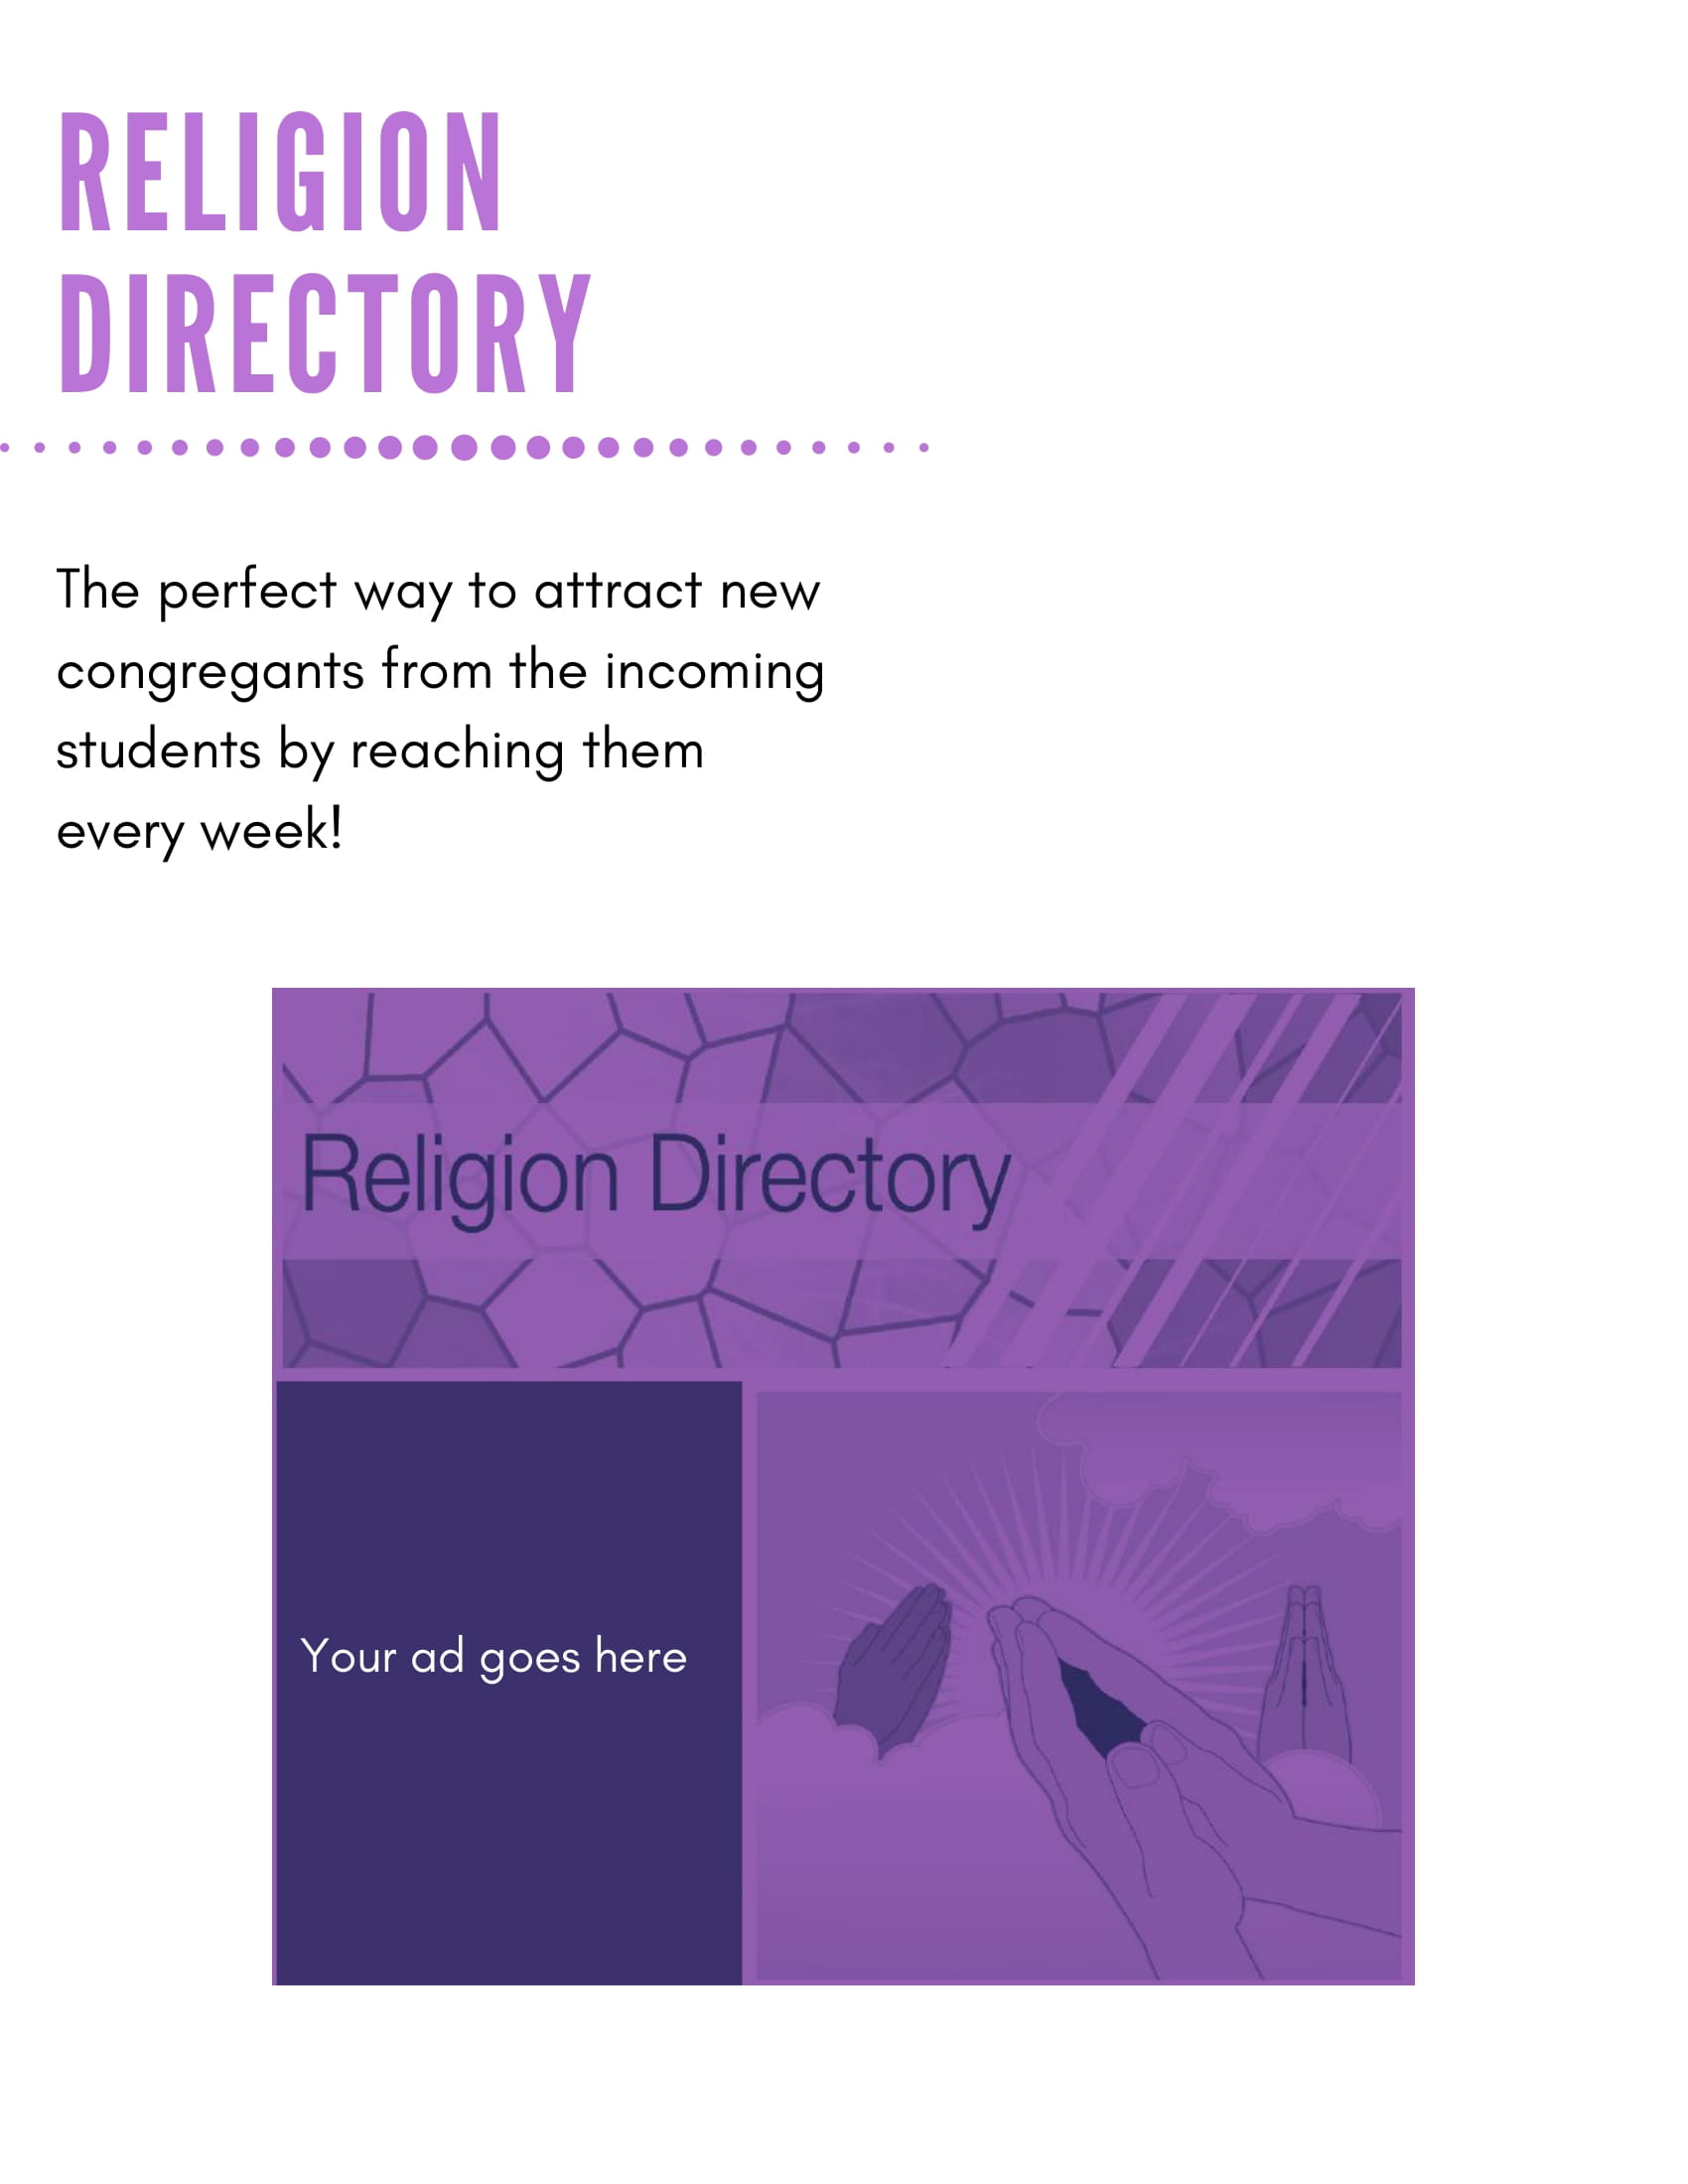 RELIGION
DIRECTORY
The perfect way to attract new
congregants from the incoming
students by reaching them
every week!
Religion Directory
Your ad goes here